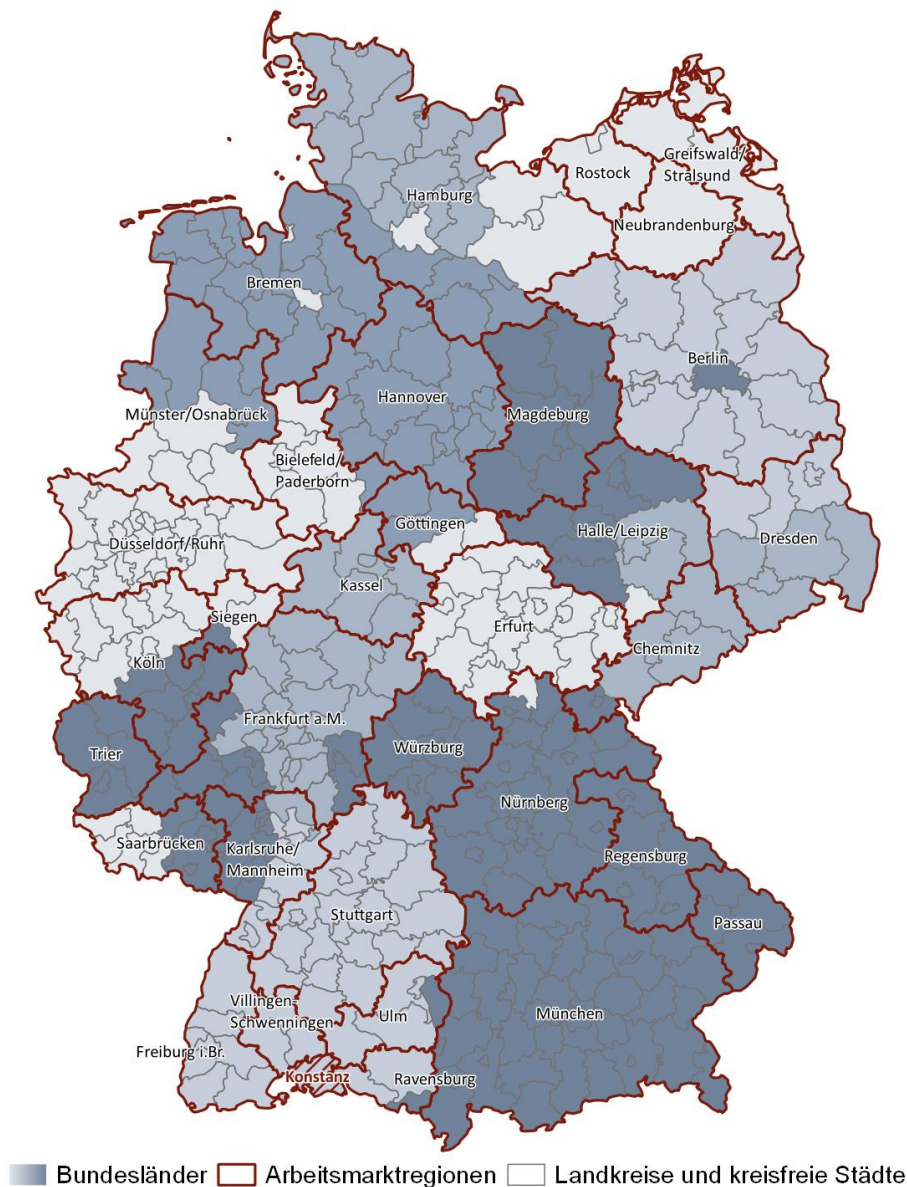 Greifswald/
Stralsund
Rostock
Hamburg
Neubrandenburg
Bremen
Berlin
Hannover
Magdeburg
Münster/Osnabrück
Bielefeld/
Paderborn
Göttingen
Halle/Leipzig
Düsseldorf/Ruhr
Dresden
Kassel
Siegen
Erfurt
Chemnitz
Köln
Frankfurt a.M.
Trier
Würzburg
Nürnberg
Saarbrücken
Karlsruhe/
Mannheim
Regensburg
Stuttgart
Passau
Villingen-
Schwenningen
Ulm
München
Freiburg i.Br.
Konstanz
Ravensburg
Bundesländer Arbeitsmarktregionen Landkreise und kreisfreie Städte